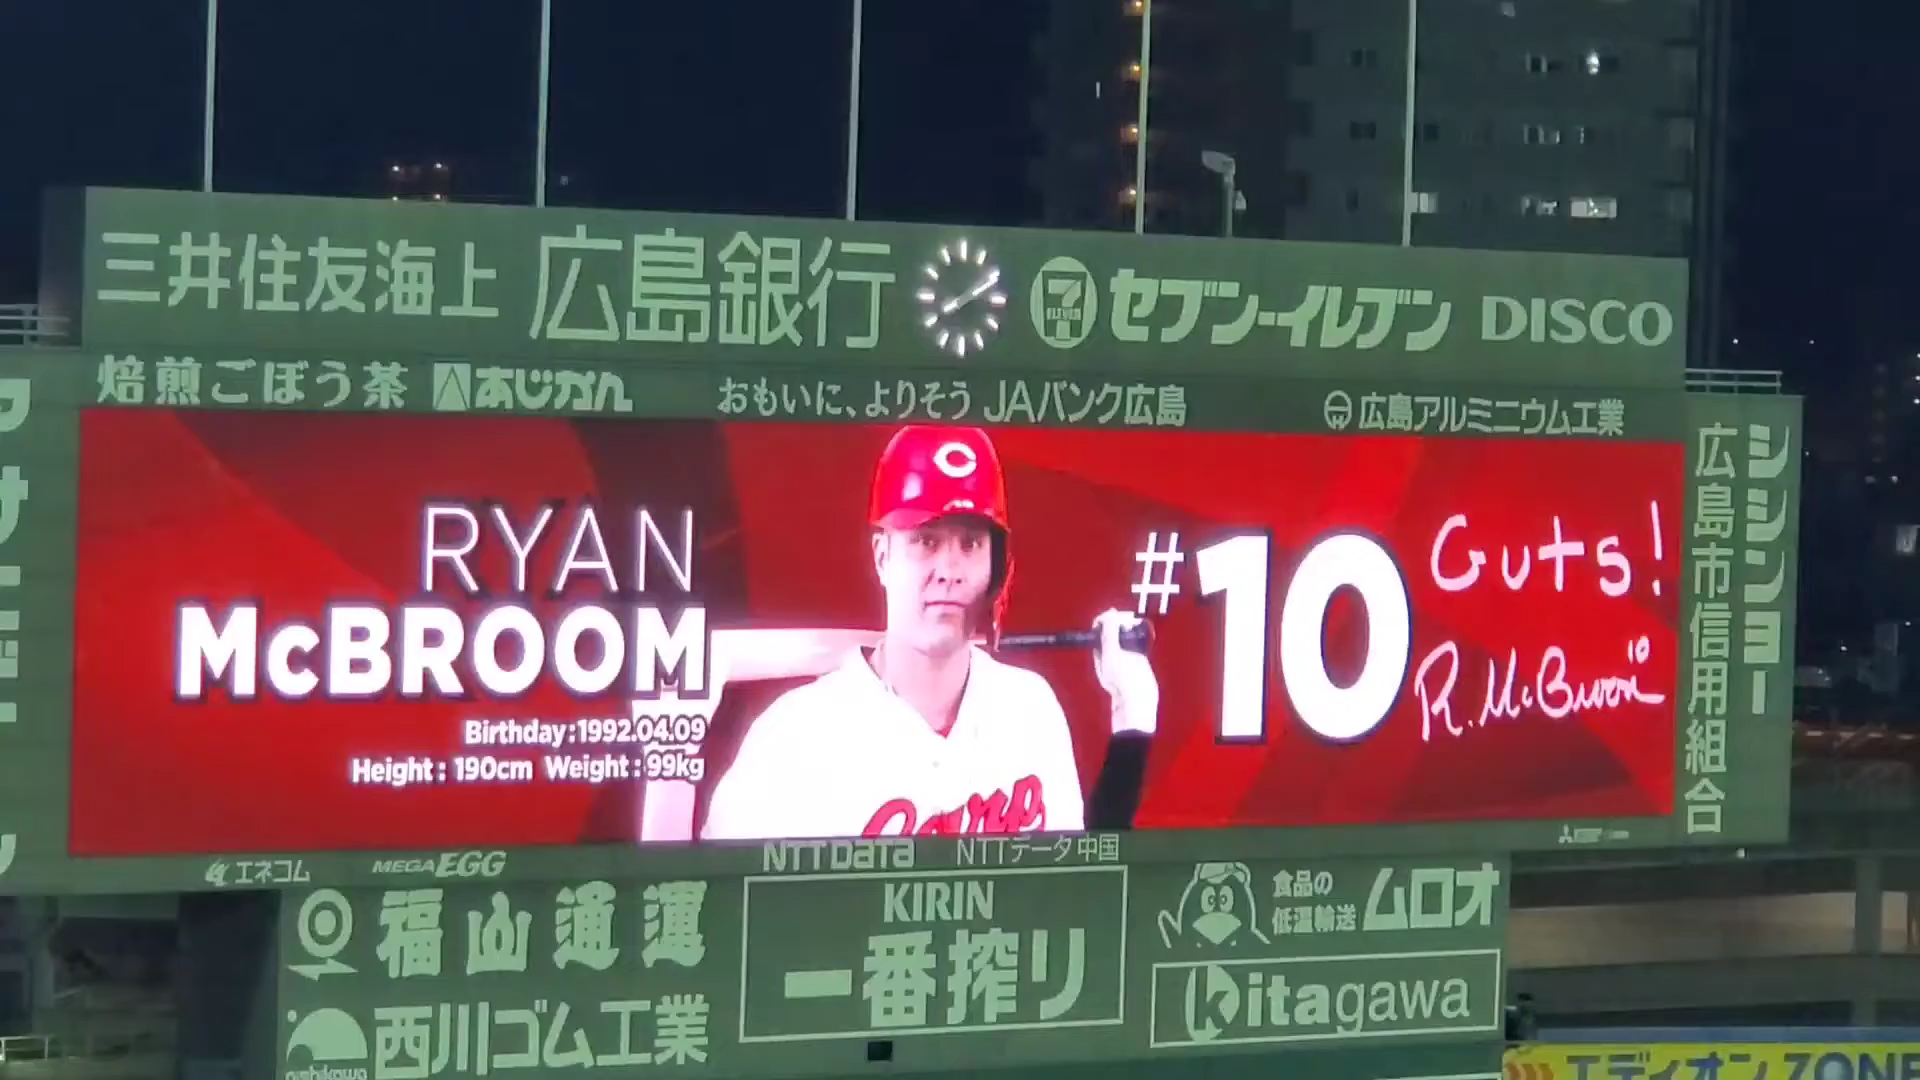 三井住友海上 広島銀行 7 ELEVEN セブン-イレブン DISCO
焙煎ごぼう茶 あじかん おもいに、よりそう JAバンク広島 広島アルミニウム工業
シシンヨー
広島市信用組合
RYAN
McBROOM
Birthday:1992.04.09
Height: 190cm Weight: 99kg
C
Carp
#10
Guts!
R. McBroom 10
エネコム MEGA EGG NTT DATA NTTデータ中国
福山通運
KIRIN
一番搾り
食品の
低温輸送 ムロオ
Kitagawa
nishikawa 西川ゴム工業
エディオン ZONE